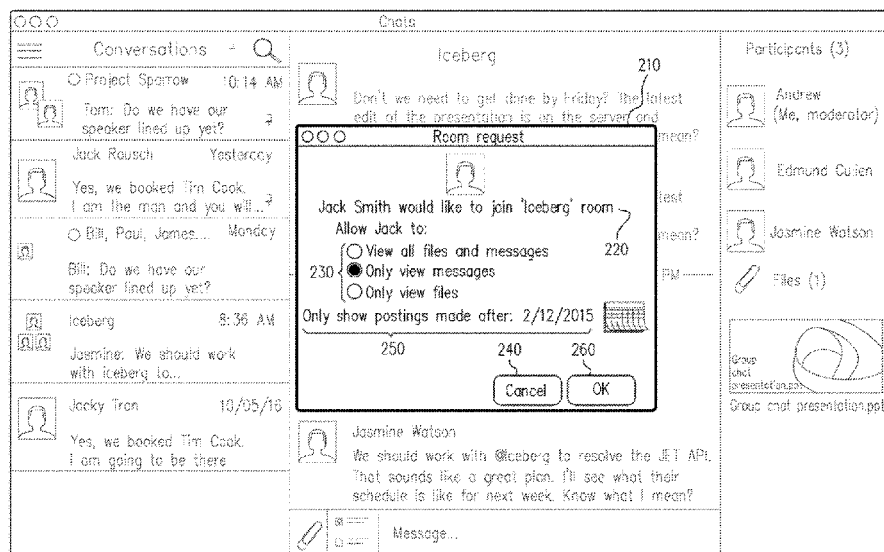 Chats
Conversations
Project Sparrow 10:14 AM
Tom: Do we have our
speaker lined up yet?
Jack Rausch Yesterday
Yes, we booked Tim Cook.
I am the man and you will...
Bill, Paul, James... Monday
Bill: Do we have our
speaker lined up yet?
Iceberg 8:36 AM
Jasmine: We should work
with iceberg to...
Jacky Tran 10/05/16
Yes, we booked Tim Cook.
I am going to be there
Iceberg
210
Don't we need to get done by Friday? The latest
edit of the presentation is on the server and
mean?
Room request
Jack Smith would like to join 'Iceberg' room
220
Allow Jack to:
230
View all files and messages
Only view messages
Only view files
Only show postings made after: 2/12/2015
250
240
260
Cancel
OK
test
mean?
PM
Jasmine Watson
We should work with @Iceberg to resolve the JET API.
That sounds like a great plan. I'll see what their
schedule is like for next week. Know what I mean?
Message...
Participants (3)
Andrew
(Me, moderator)
Edmund Cullen
Jasmine Watson
Files (1)
Group
chat
presentation.ppt
Group chat presentation.ppt